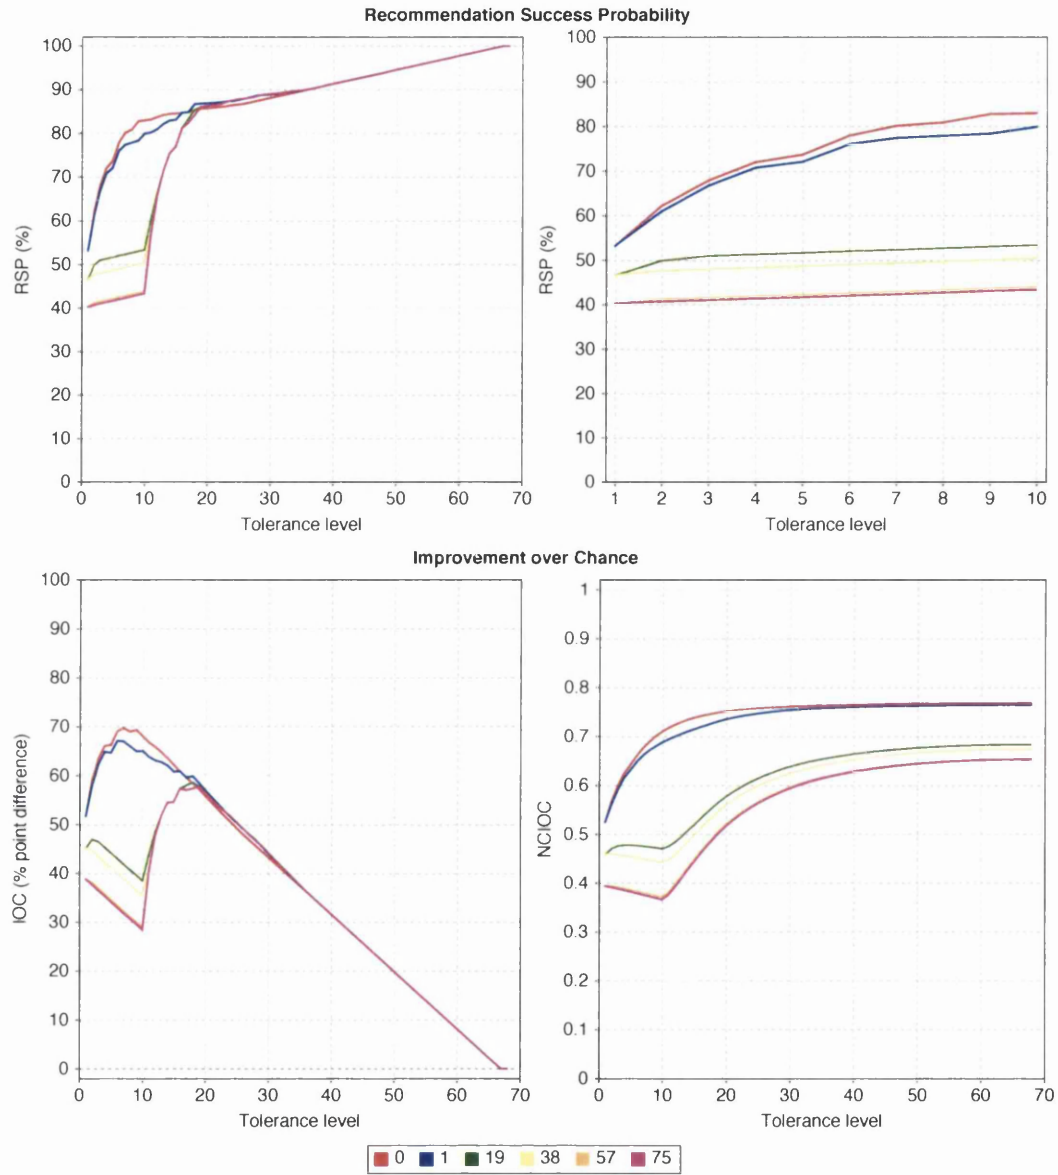 Recommendation Success Probability
100
90
80
70
60
50
40
30
20
10
0
RSP (%)
0 10 20 30 40 50 60 70
Tolerance level
100
90
80
70
60
50
40
30
20
10
0
RSP (%)
1 2 3 4 5 6 7 8 9 10
Tolerance level
Improvement over Chance
100
90
80
70
60
50
40
30
20
10
0
IOC (% point difference)
0 10 20 30 40 50 60 70
Tolerance level
1
0.9
0.8
0.7
0.6
0.5
0.4
0.3
0.2
0.1
0
NCIOC
0 10 20 30 40 50 60 70
Tolerance level
0 1 19 38 57 75